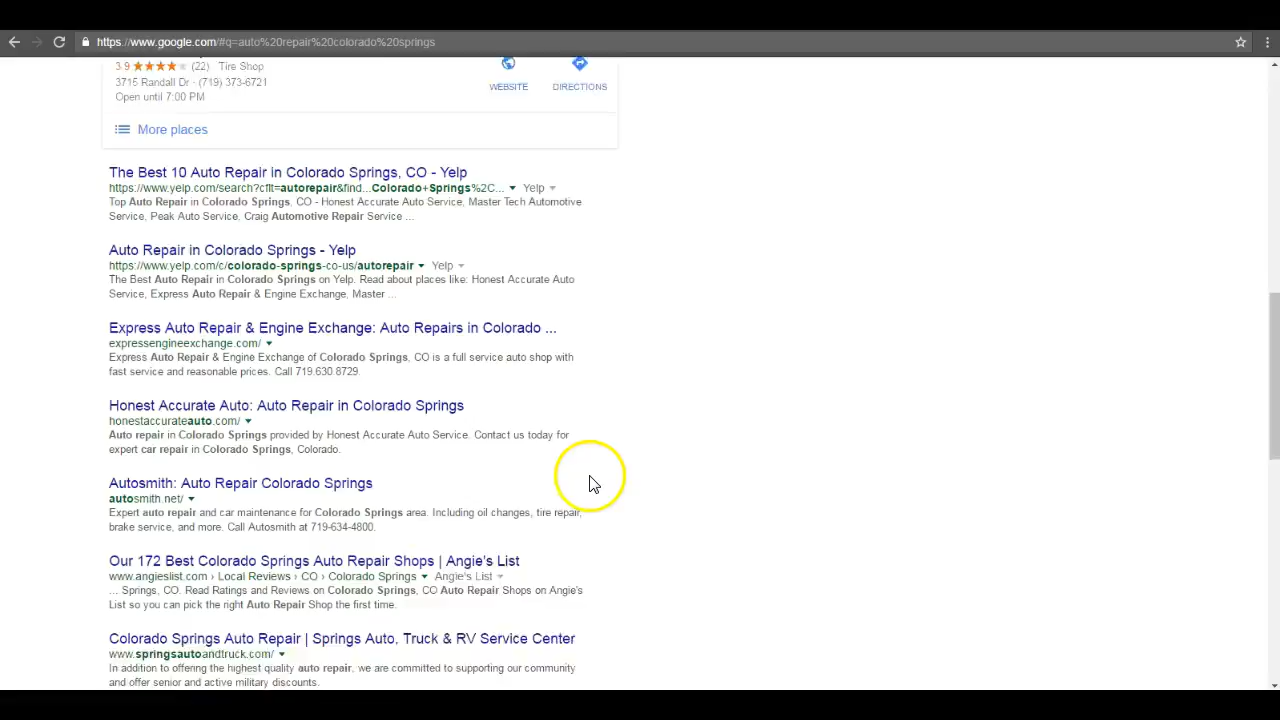 https://www.google.com/#q=auto%20repair%20colorado%20springs
3.9 (22) Tire Shop
3715 Randall Dr · (719) 373-6721
Open until 7:00 PM
WEBSITE
DIRECTIONS
More places
The Best 10 Auto Repair in Colorado Springs, CO - Yelp
https://www.yelp.com/search?cflt=autorepair&find...Colorado+Springs%2C... Yelp
Top Auto Repair in Colorado Springs, CO - Honest Accurate Auto Service, Master Tech Automotive
Service, Peak Auto Service, Craig Automotive Repair Service ...
Auto Repair in Colorado Springs - Yelp
https://www.yelp.com/c/colorado-springs-co-us/autorepair Yelp
The Best Auto Repair in Colorado Springs on Yelp. Read about places like: Honest Accurate Auto
Service, Express Auto Repair & Engine Exchange, Master ...
Express Auto Repair & Engine Exchange: Auto Repairs in Colorado ...
expressengineexchange.com/
Express Auto Repair & Engine Exchange of Colorado Springs, CO is a full service auto shop with
fast service and reasonable prices. Call 719.630.8729.
Honest Accurate Auto: Auto Repair in Colorado Springs
honestaccurateauto.com/
Auto repair in Colorado Springs provided by Honest Accurate Auto Service. Contact us today for
expert car repair in Colorado Springs, Colorado.
Autosmith: Auto Repair Colorado Springs
autosmith.net/
Expert auto repair and car maintenance for Colorado Springs area. Including oil changes, tire repair,
brake service, and more. Call Autosmith at 719-634-4800.
Our 172 Best Colorado Springs Auto Repair Shops | Angie's List
www.angieslist.com › Local Reviews › CO › Colorado Springs Angie's List
... Springs, CO. Read Ratings and Reviews on Colorado Springs, CO Auto Repair Shops on Angie's
List so you can pick the right Auto Repair Shop the first time.
Colorado Springs Auto Repair | Springs Auto, Truck & RV Service Center
www.springsautoandtruck.com/
In addition to offering the highest quality auto repair, we are committed to supporting our community
and offer senior and active military discounts.